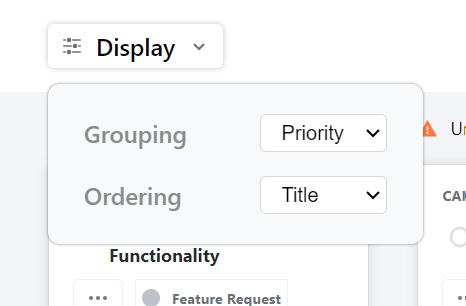 Display
Grouping Priority
Ordering Title
Functionality
Feature Request